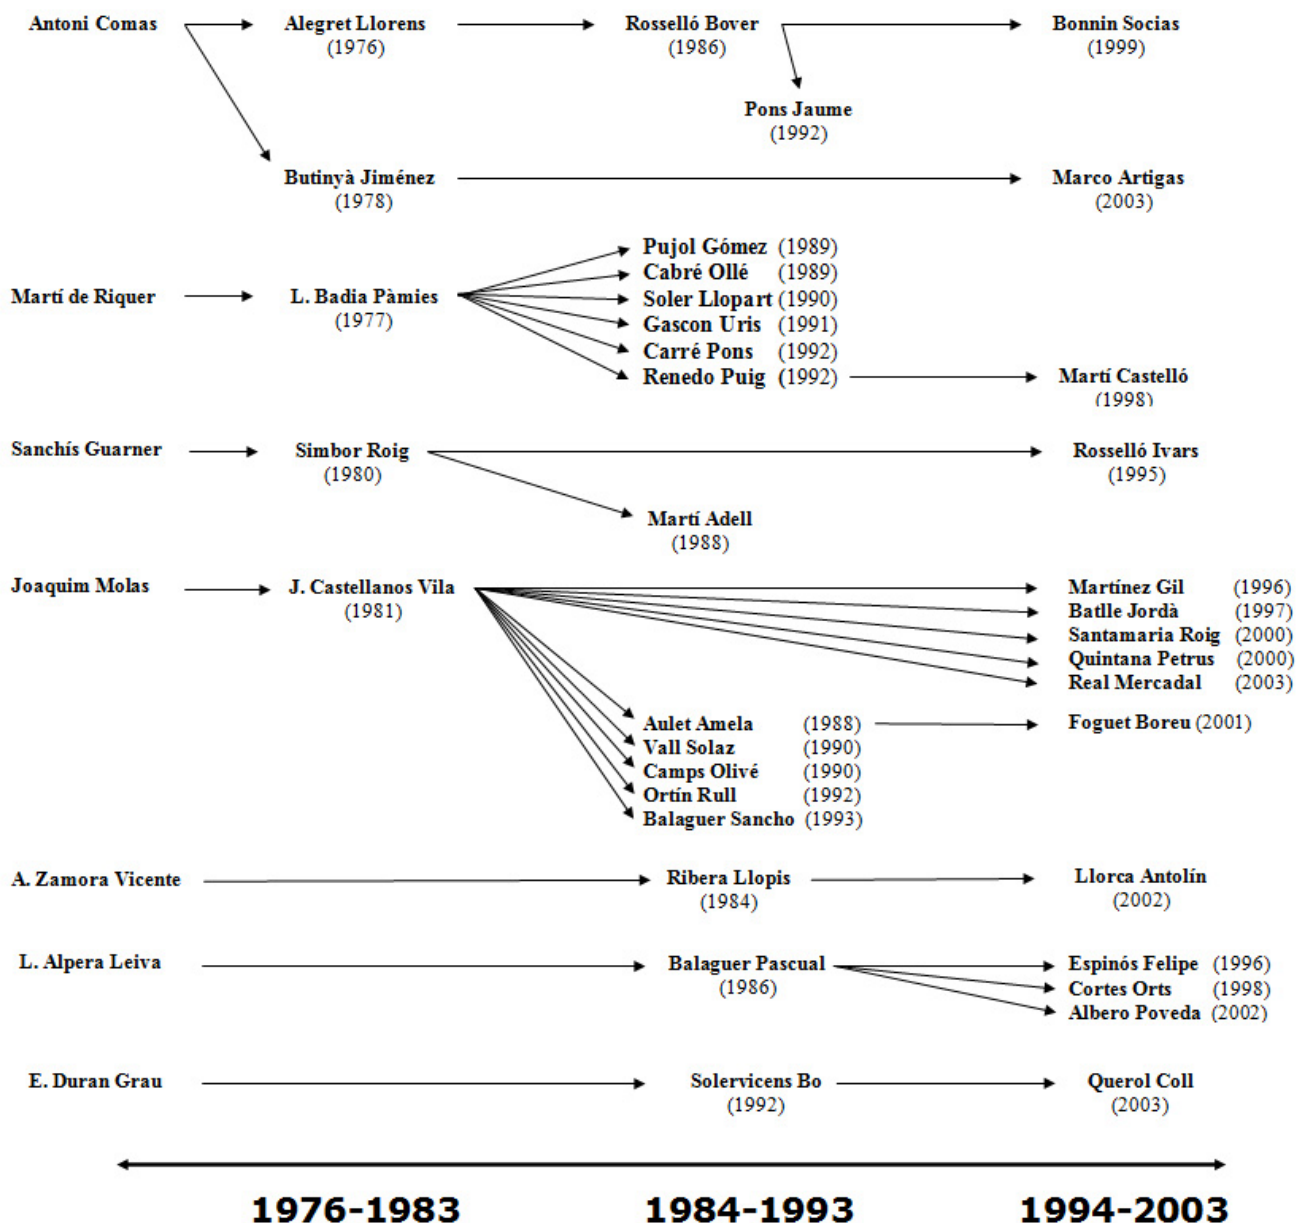 Antoni Comas Alegret Llorens Rosselló Bover Bonnin Socias
(1976) (1986) (1999)
Pons Jaume
(1992)
Butinyà Jiménez Marco Artigas
(1978) (2003)
Pujol Gómez (1989)
Cabré Ollé (1989)
Martí de Riquer L. Badia Pàmies Soler Llopart (1990)
(1977) Gascon Uris (1991)
Carré Pons (1992)
Renedo Puig (1992) Martí Castelló
(1998)
Sanchís Guarner Simbor Roig Rosselló Ivars
(1980) (1995)
Martí Adell
(1988)
Joaquim Molas J. Castellanos Vila Martínez Gil (1996)
(1981) Batlle Jordà (1997)
Santamaria Roig (2000)
Quintana Petrus (2000)
Real Mercadal (2003)
Aulet Amela (1988) Foguet Boreu (2001)
Vall Solaz (1990)
Camps Olivé (1990)
Ortín Rull (1992)
Balaguer Sancho (1993)
A. Zamora Vicente Ribera Llopis Llorca Antolín
(1984) (2002)
L. Alpera Leiva Balaguer Pascual Espinós Felipe (1996)
(1986) Cortes Orts (1998)
Albero Poveda (2002)
E. Duran Grau Solervicens Bo Querol Coll
(1992) (2003)
1976-1983 1984-1993 1994-2003